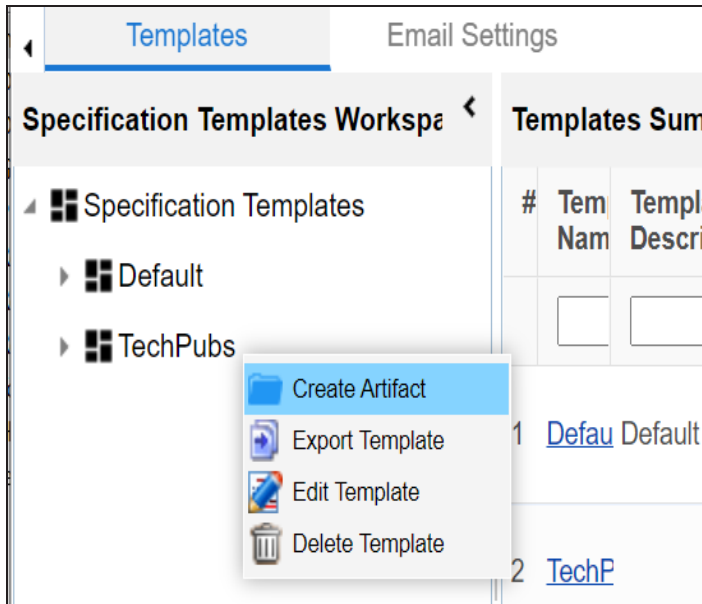 Templates
Email Settings
Specification Templates Workspa
Templates Sum
Specification Templates
Default
TechPubs
Create Artifact
Export Template
Edit Template
Delete Template
#
Tem
Nam
Templ
Descri
1 Defau Default
2 TechP